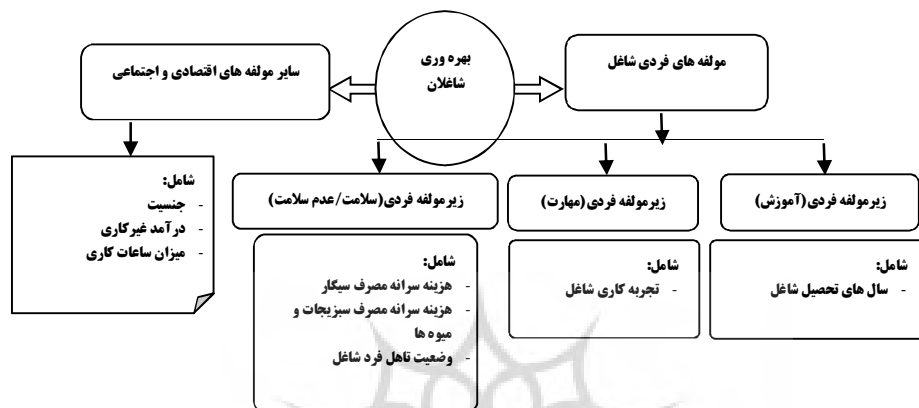 بهره وری
شاغلان
مولفه های فردی شاغل
سایر مولفه های اقتصادی و اجتماعی
زیرمولفه فردی(آموزش)
زیرمولفه فردی(مهارت)
زیرمولفه فردی(سلامت/عدم سلامت)
شامل:
- سال های تحصیل شاغل
شامل:
- تجربه کاری شاغل
شامل:
- هزینه سرانه مصرف سیگار
- هزینه سرانه مصرف سبزیجات و
میوه ها
- وضعیت تاهل فرد شاغل
شامل:
- جنسیت
- درآمد غیرکاری
- میزان ساعات کاری